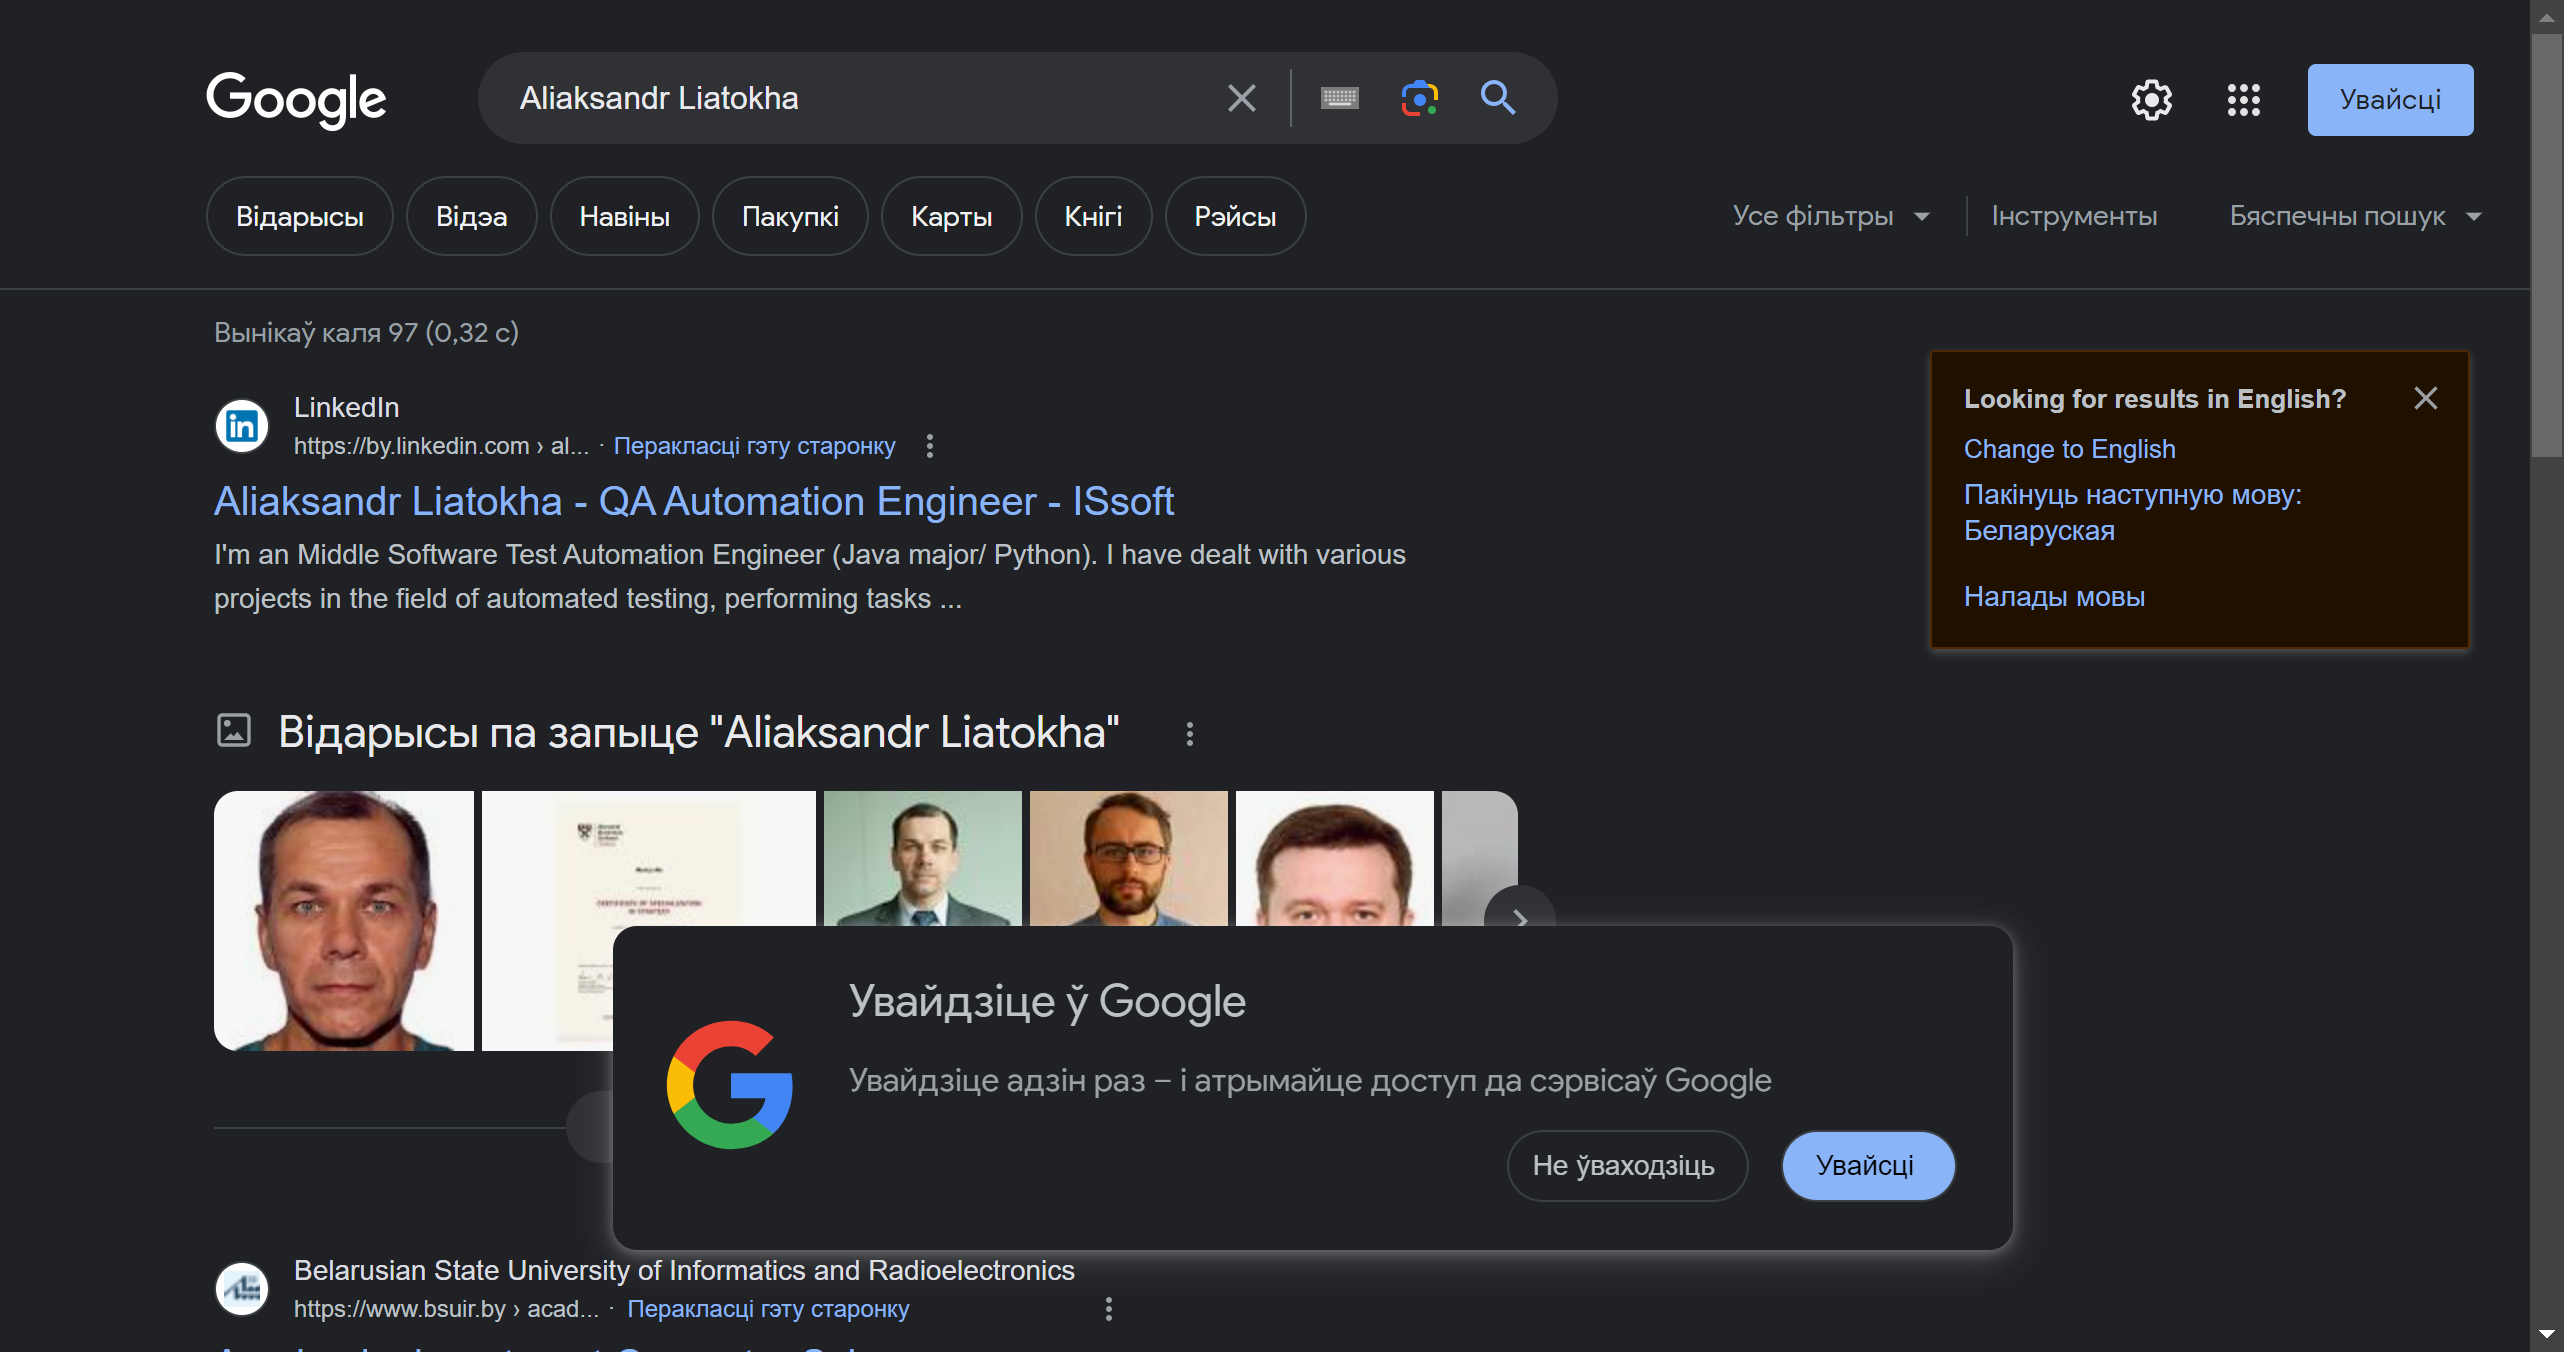 Google
Aliaksandr Liatokha
Увайсці
Відарысы
Відэа
Навіны
Пакупкі
Карты
Кнігі
Рэйсы
Усе фільтры
Інструменты
Бяспечны пошук
Вынікаў каля 97 (0,32 с)
LinkedIn
https://by.linkedin.com › al... · Перакласці гэту старонку
Aliaksandr Liatokha - QA Automation Engineer - ISsoft
I'm an Middle Software Test Automation Engineer (Java major/ Python). I have dealt with various
projects in the field of automated testing, performing tasks ...
Looking for results in English?
Change to English
Пакінуць наступную мову:
Беларуская
Налады мовы
Відарысы па запыце "Aliaksandr Liatokha"
Увайдзіце ў Google
Увайдзіце адзін раз – і атрымайце доступ да сэрвісаў Google
Не ўваходзіць
Увайсці
Belarusian State University of Informatics and Radioelectronics
https://www.bsuir.by › acad... · Перакласці гэту старонку